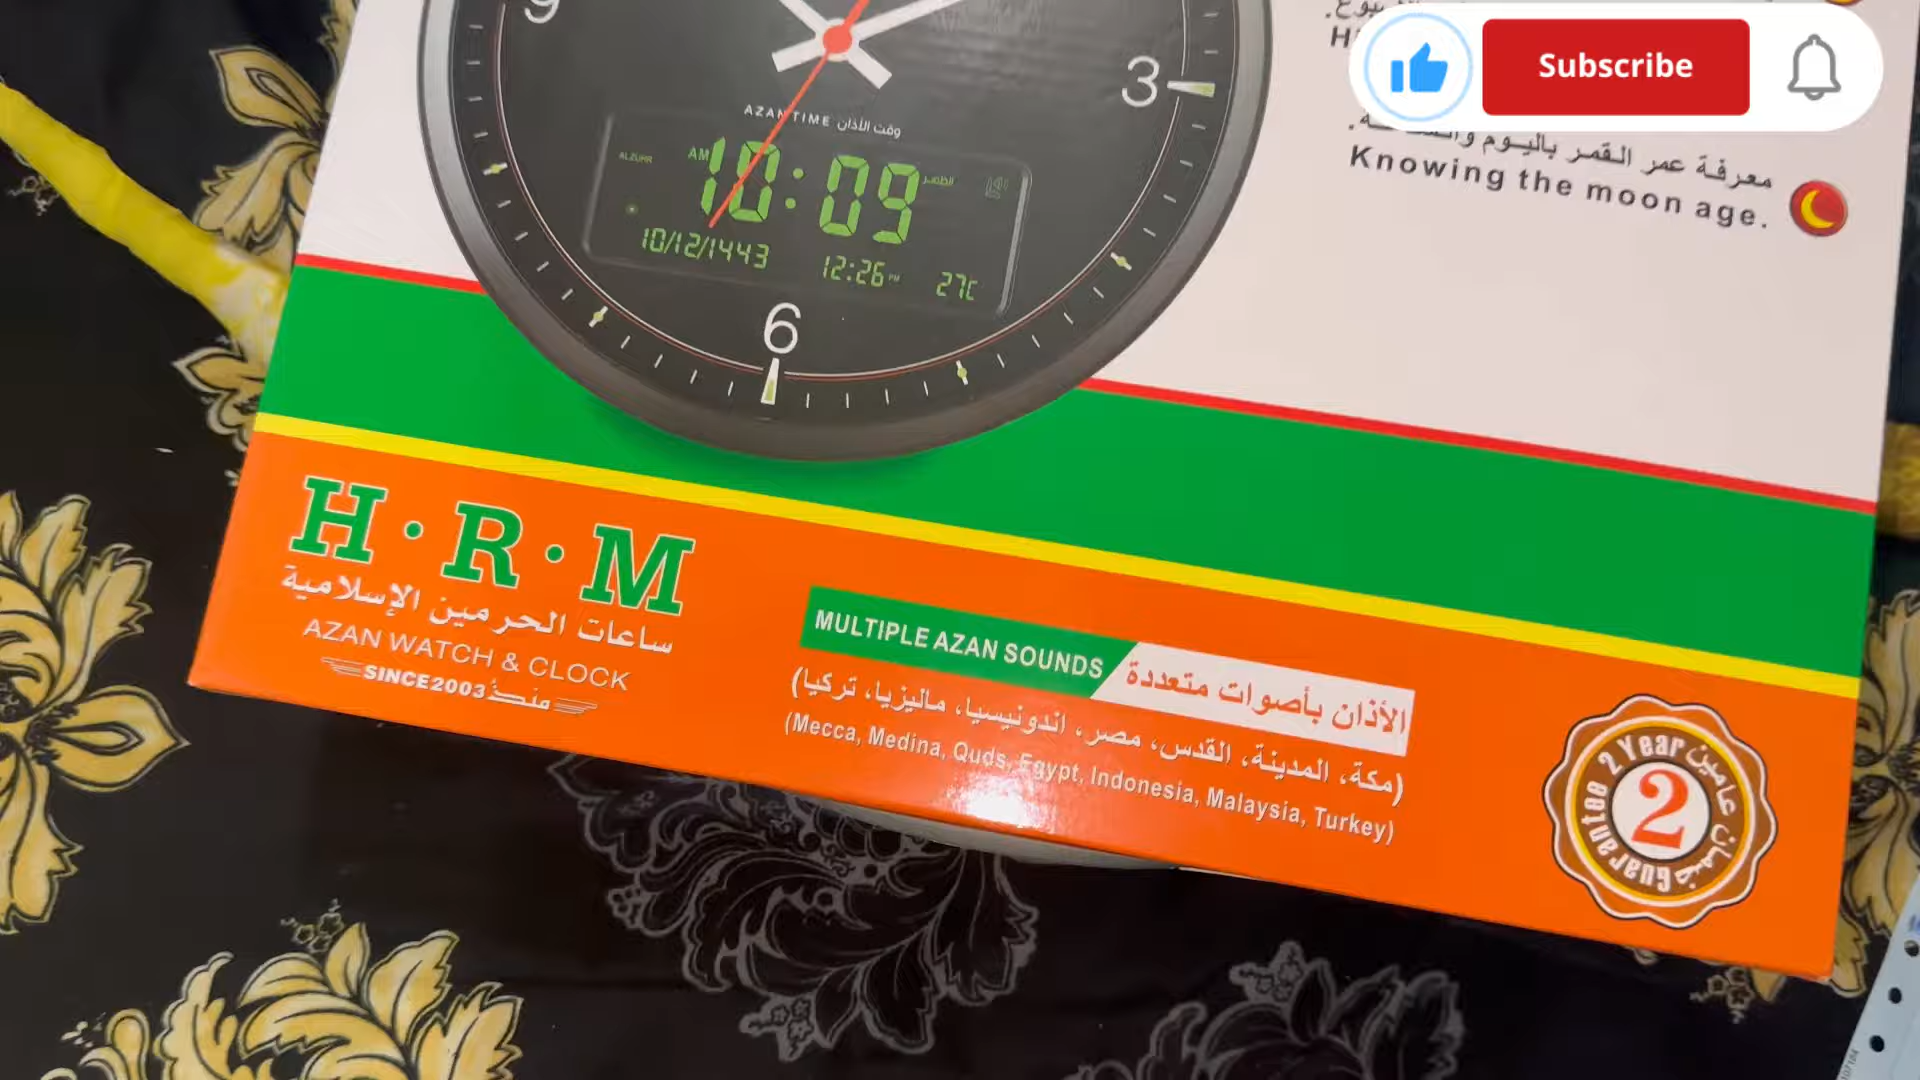 Subscribe
9
3
AZAN TIME وقت الأذان
ALZUHR
AM
10:09
الظهر
10/12/1443
12:26 PM
27C
6
معرفة عمر القمر باليوم
Knowing the moon age.
H·R·M
ساعات الحرمين الإسلامية
AZAN WATCH & CLOCK
SINCE2003 منذ
MULTIPLE AZAN SOUNDS
الأذان بأصوات متعددة
(مكة، المدينة، القدس، مصر، اندونيسيا، ماليزيا، تركيا)
(Mecca, Medina, Quds, Egypt, Indonesia, Malaysia, Turkey)
2 Year Guarantee
ضمان عامين
2